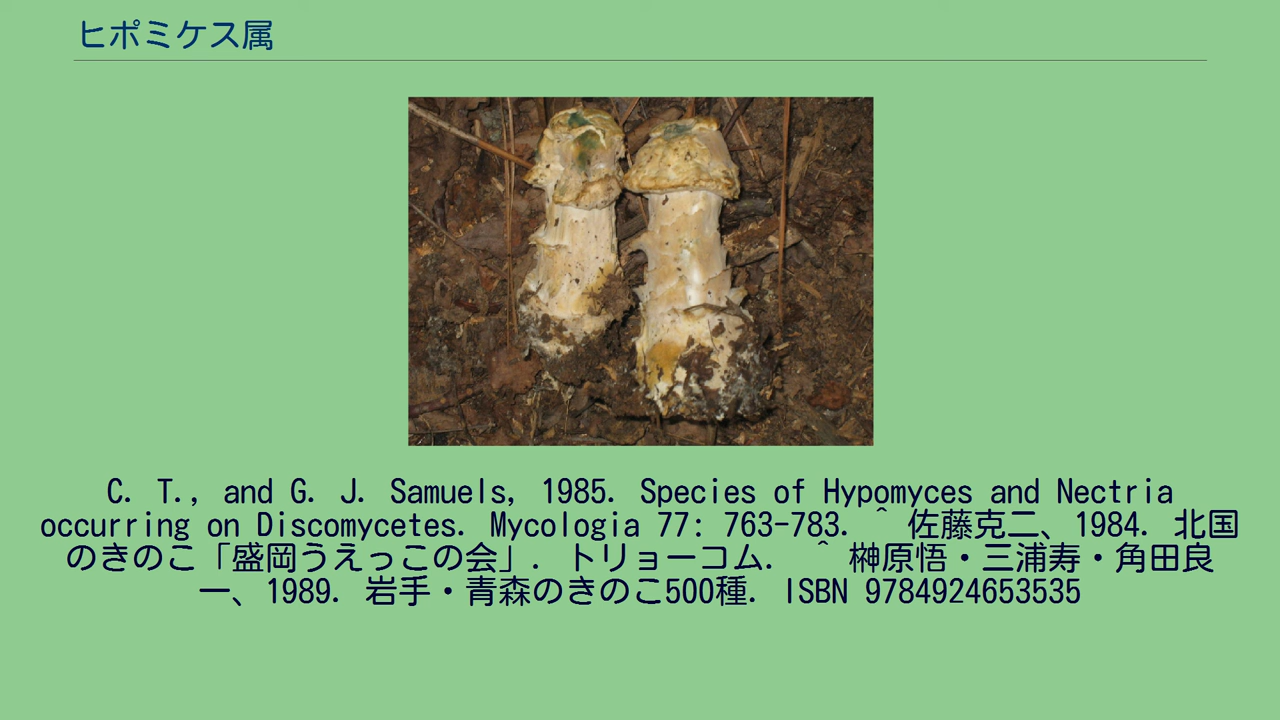 ヒポミケス属
C. T., and G. J. Samuels, 1985. Species of Hypomyces and Nectria
occurring on Discomycetes. Mycologia 77: 763-783. ^ 佐藤克二、1984. 北国
のきのこ「盛岡うえっこの会」. トリョーコム. ^ 榊原悟・三浦寿・角田良
一、1989. 岩手・青森のきのこ500種. ISBN 9784924653535